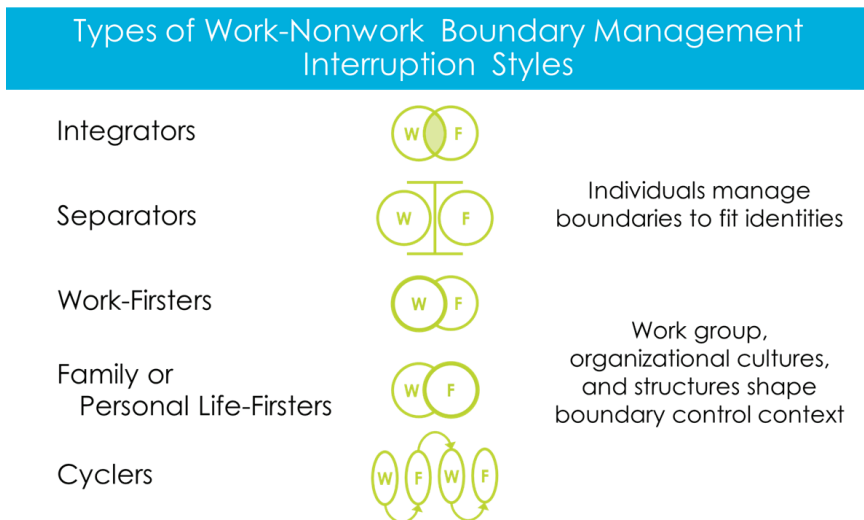 Types of Work-Nonwork Boundary Management
Interruption Styles
Integrators
W F
Separators
W F
Individuals manage
boundaries to fit identities
Work-Firsters
W F
Family or
Personal Life-Firsters
W F
Work group,
organizational cultures,
and structures shape
boundary control context
Cyclers
W F W F